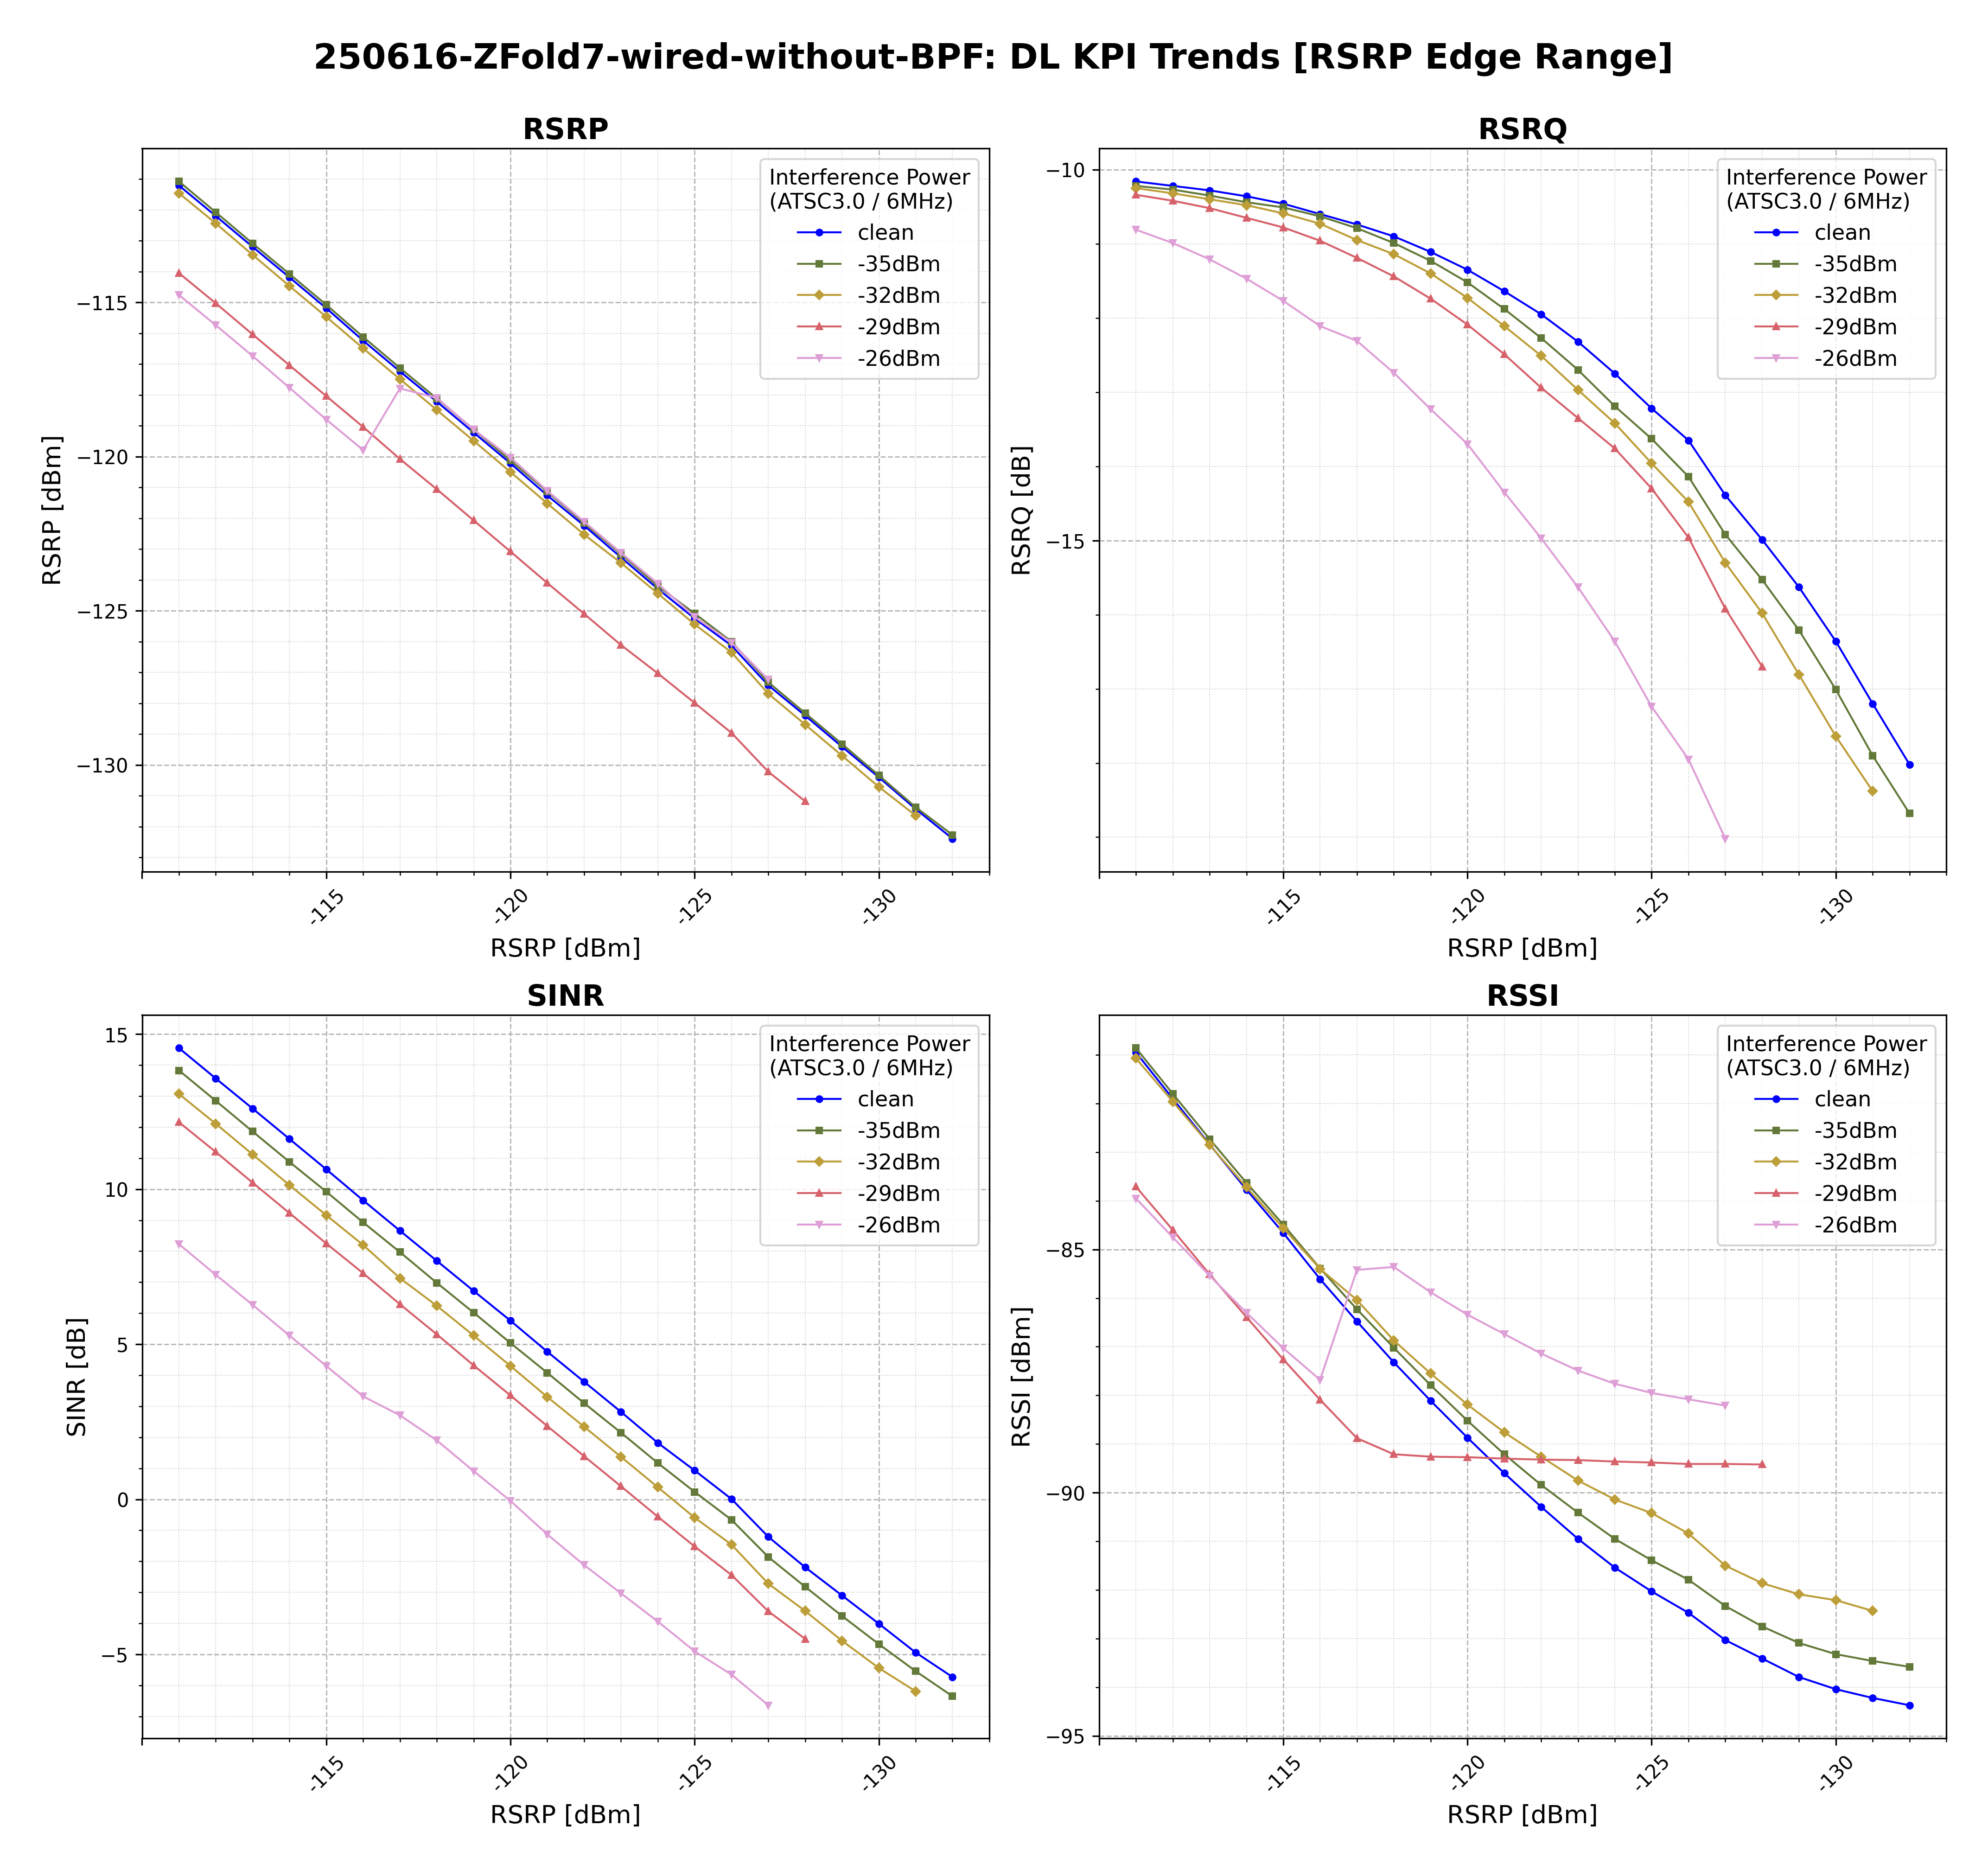 250616-ZFold7-wired-without-BPF: DL KPI Trends [RSRP Edge Range]
RSRP
RSRP [dBm]
−115
−120
−125
−130
-115
-120
-125
-130
RSRP [dBm]
Interference Power
(ATSC3.0 / 6MHz)
clean
-35dBm
-32dBm
-29dBm
-26dBm
RSRQ
RSRQ [dB]
−10
−15
-115
-120
-125
-130
RSRP [dBm]
Interference Power
(ATSC3.0 / 6MHz)
clean
-35dBm
-32dBm
-29dBm
-26dBm
SINR
SINR [dB]
15
10
5
0
−5
-115
-120
-125
-130
RSRP [dBm]
Interference Power
(ATSC3.0 / 6MHz)
clean
-35dBm
-32dBm
-29dBm
-26dBm
RSSI
RSSI [dBm]
−85
−90
−95
-115
-120
-125
-130
RSRP [dBm]
Interference Power
(ATSC3.0 / 6MHz)
clean
-35dBm
-32dBm
-29dBm
-26dBm